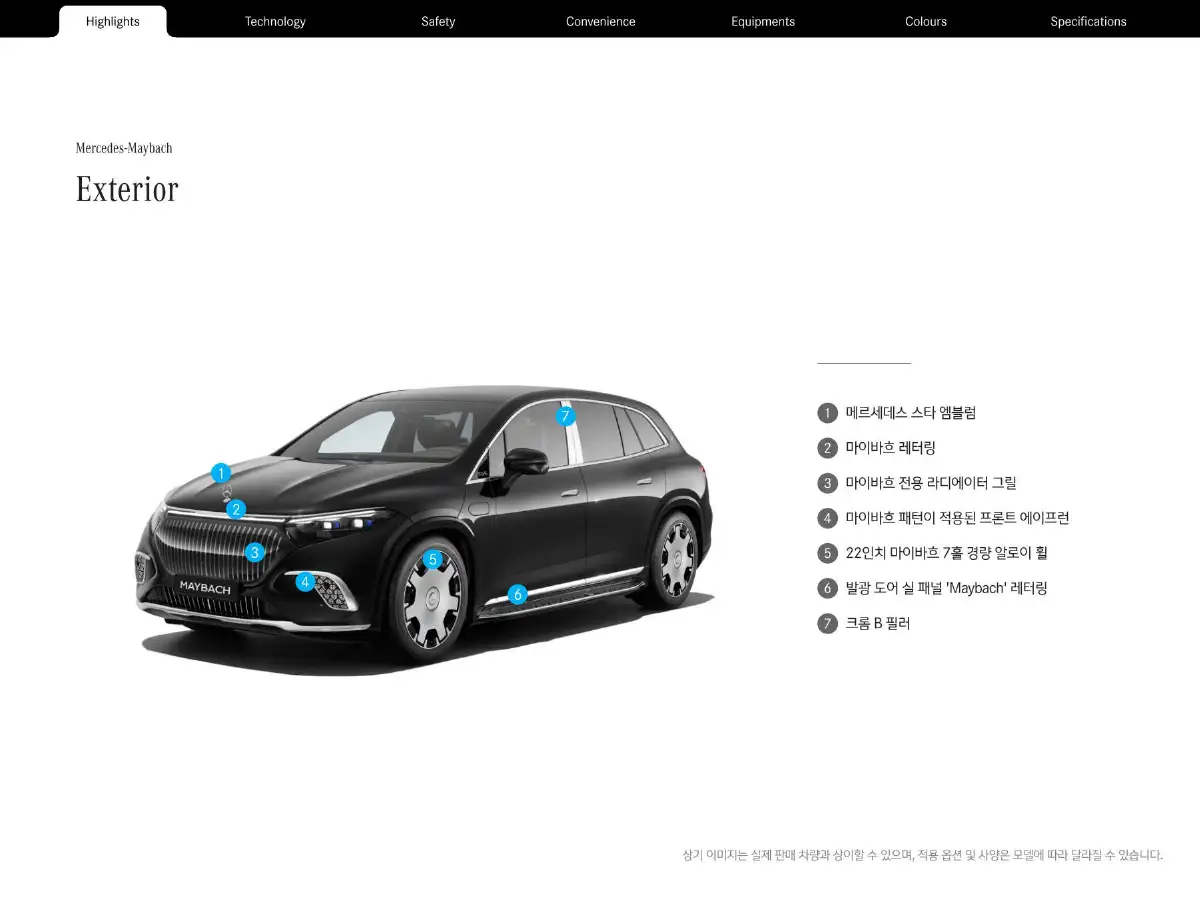 Highlights
Technology
Safety
Convenience
Equipments
Colours
Specifications
Mercedes-Maybach
Exterior
1 메르세데스 스타 엠블럼
2 마이바흐 레터링
3 마이바흐 전용 라디에이터 그릴
4 마이바흐 패턴이 적용된 프론트 에이프런
5 22인치 마이바흐 7홀 경량 알로이 휠
6 발광 도어 실 패널 'Maybach' 레터링
7 크롬 B 필러
1
2
3
4
5
6
7
MAYBACH
상기 이미지는 실제 판매 차량과 상이할 수 있으며, 적용 옵션 및 사양은 모델에 따라 달라질 수 있습니다.